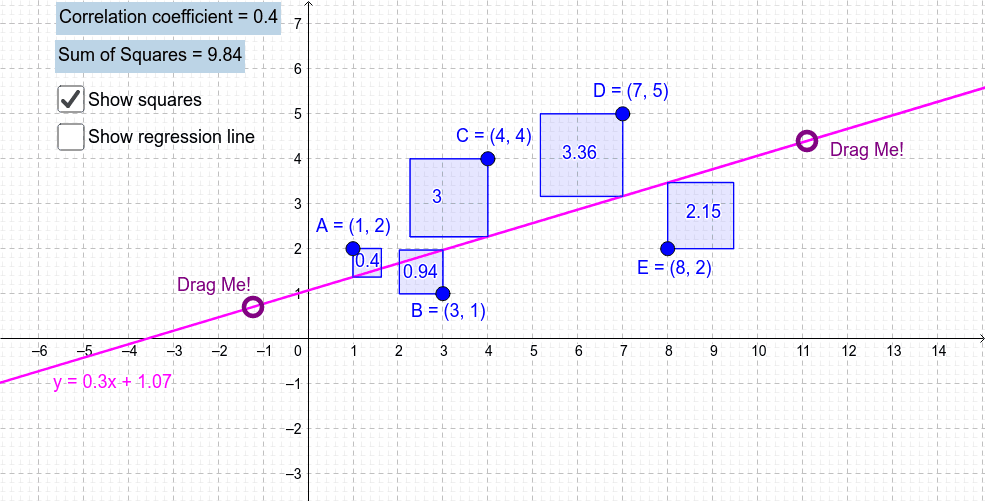 Correlation coefficient = 0.4
Sum of Squares = 9.84
Show squares
Show regression line
7
6
5
4
3
2
1
−1
−2
−3
−6 −5 −4 −3 −2 −1 0 1 2 3 4 5 6 7 8 9 10 11 12 13 14
D = (7, 5)
C = (4, 4)
Drag Me!
3.36
3
2.15
A = (1, 2)
0.4
0.94
E = (8, 2)
Drag Me!
B = (3, 1)
y = 0.3x + 1.07